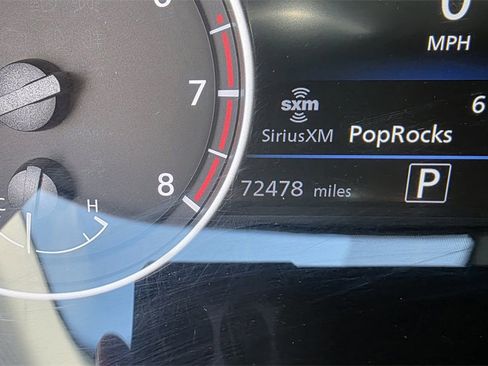 0
MPH
7
sxm 6
SiriusXM PopRocks
8 72478 miles P
C H